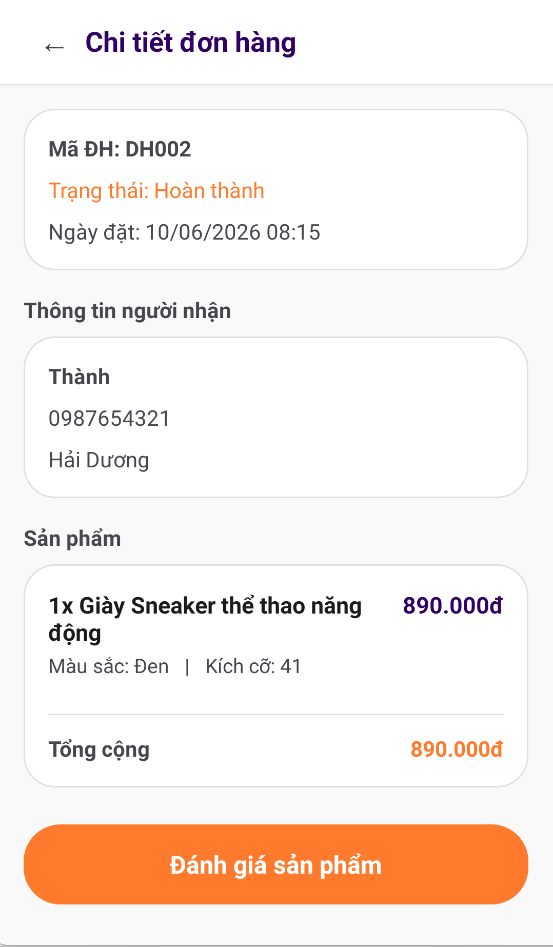 ← Chi tiết đơn hàng
Mã ĐH: DH002
Trạng thái: Hoàn thành
Ngày đặt: 10/06/2026 08:15
Thông tin người nhận
Thành
0987654321
Hải Dương
Sản phẩm
1x Giày Sneaker thể thao năng 890.000đ
động
Màu sắc: Đen | Kích cỡ: 41
Tổng cộng 890.000đ
Đánh giá sản phẩm